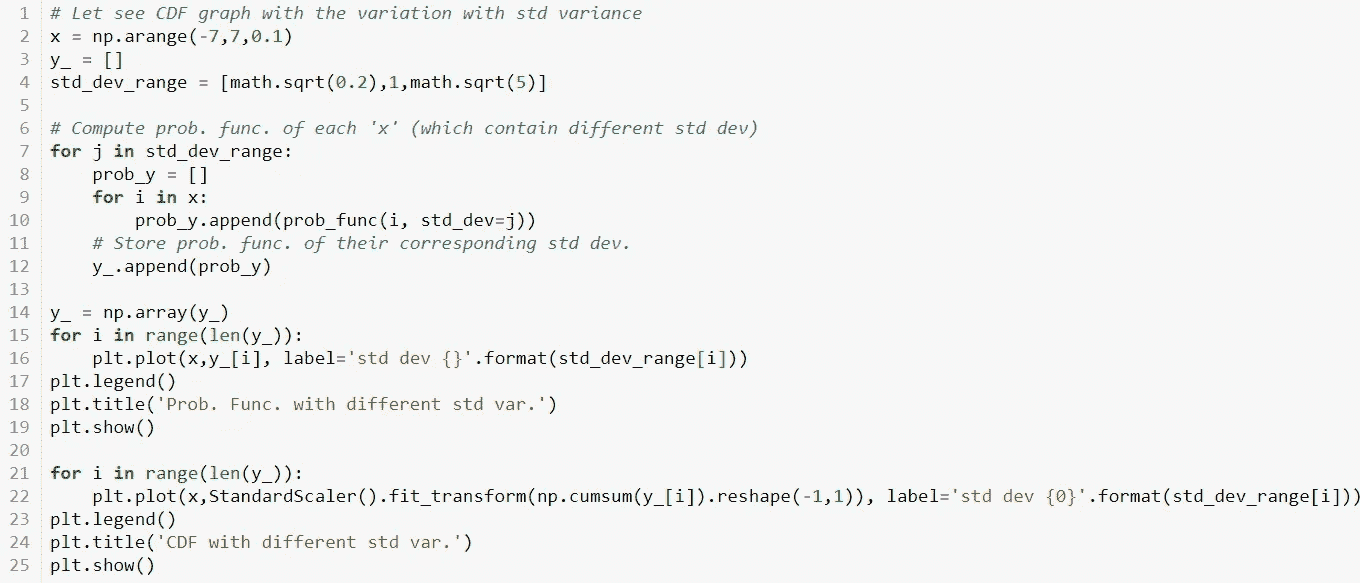 1 # Let see CDF graph with the variation with std variance
2 x = np.arange(-7,7,0.1)
3 y_ = []
4 std_dev_range = [math.sqrt(0.2),1,math.sqrt(5)]
5
6 # Compute prob. func. of each 'x' (which contain different std dev)
7 for j in std_dev_range:
8     prob_y = []
9     for i in x:
10         prob_y.append(prob_func(i, std_dev=j))
11     # Store prob. func. of their corresponding std dev.
12     y_.append(prob_y)
13
14 y_ = np.array(y_)
15 for i in range(len(y_)):
16     plt.plot(x,y_[i], label='std dev {}'.format(std_dev_range[i]))
17 plt.legend()
18 plt.title('Prob. Func. with different std var.')
19 plt.show()
20
21 for i in range(len(y_)):
22     plt.plot(x,StandardScaler().fit_transform(np.cumsum(y_[i]).reshape(-1,1)), label='std dev {0}'.format(std_dev_range[i]))
23 plt.legend()
24 plt.title('CDF with different std var.')
25 plt.show()